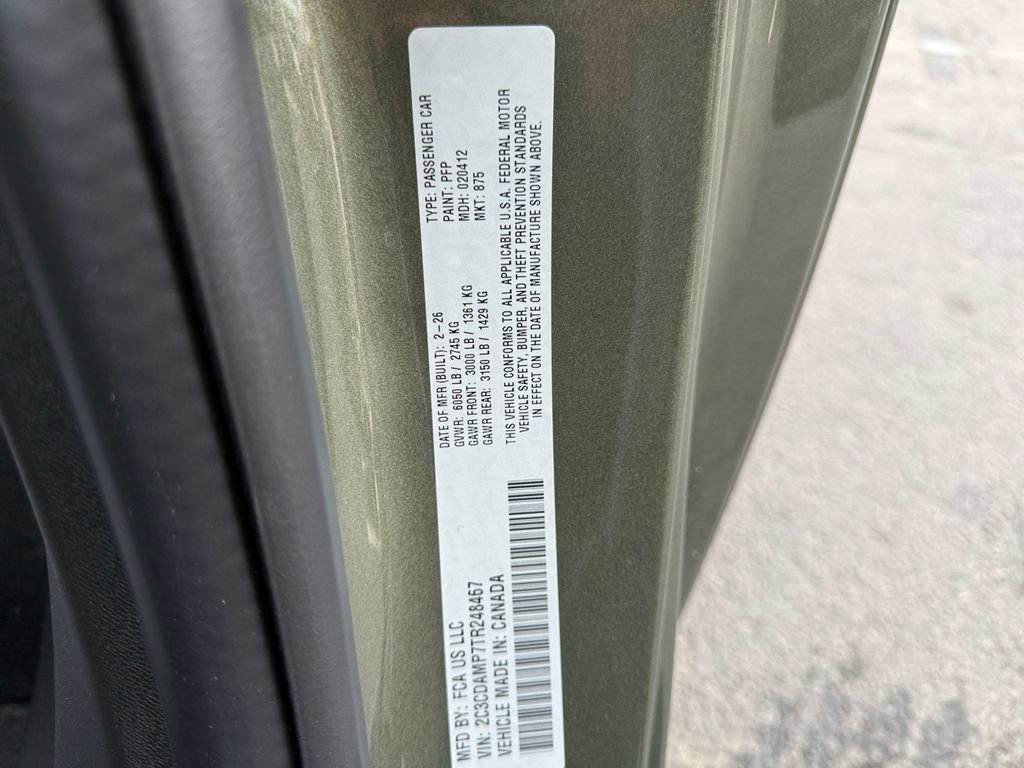 MFD BY: FCA US LLC
VIN: 2C3CDAMP7TR248467
VEHICLE MADE IN: CANADA
DATE OF MFR (BUILT): 2-26
GVWR: 6050 LB / 2745 KG
GAWR FRONT: 3000 LB / 1361 KG
GAWR REAR: 3150 LB / 1429 KG
TYPE: PASSENGER CAR
PAINT: PFP
MDH: 020412
MKT: 875
THIS VEHICLE CONFORMS TO ALL APPLICABLE U.S.A. FEDERAL MOTOR
VEHICLE SAFETY, BUMPER, AND THEFT PREVENTION STANDARDS
IN EFFECT ON THE DATE OF MANUFACTURE SHOWN ABOVE.